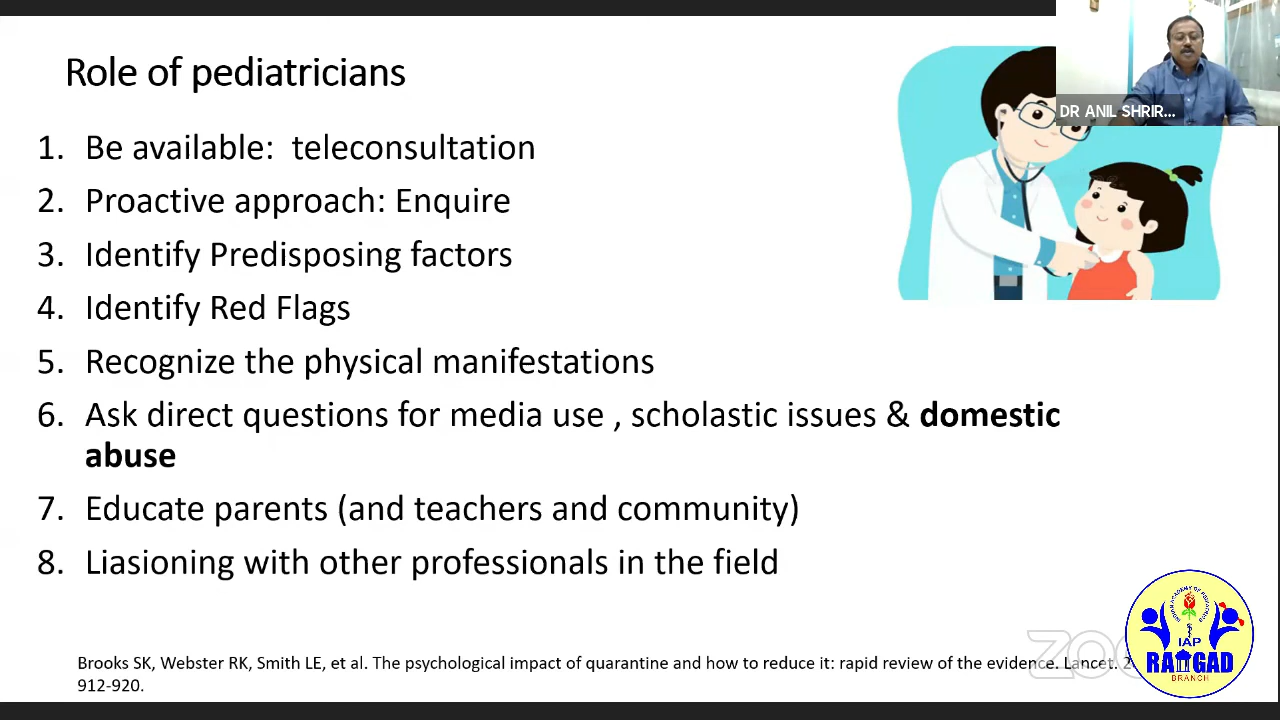 Role of pediatricians
DR ANIL SHRIR...
1. Be available: teleconsultation
2. Proactive approach: Enquire
3. Identify Predisposing factors
4. Identify Red Flags
5. Recognize the physical manifestations
6. Ask direct questions for media use , scholastic issues & domestic
abuse
7. Educate parents (and teachers and community)
8. Liasioning with other professionals in the field
Brooks SK, Webster RK, Smith LE, et al. The psychological impact of quarantine and how to reduce it: rapid review of the evidence. Lancet.
912-920.
IAP
RAIGAD
BRANCH